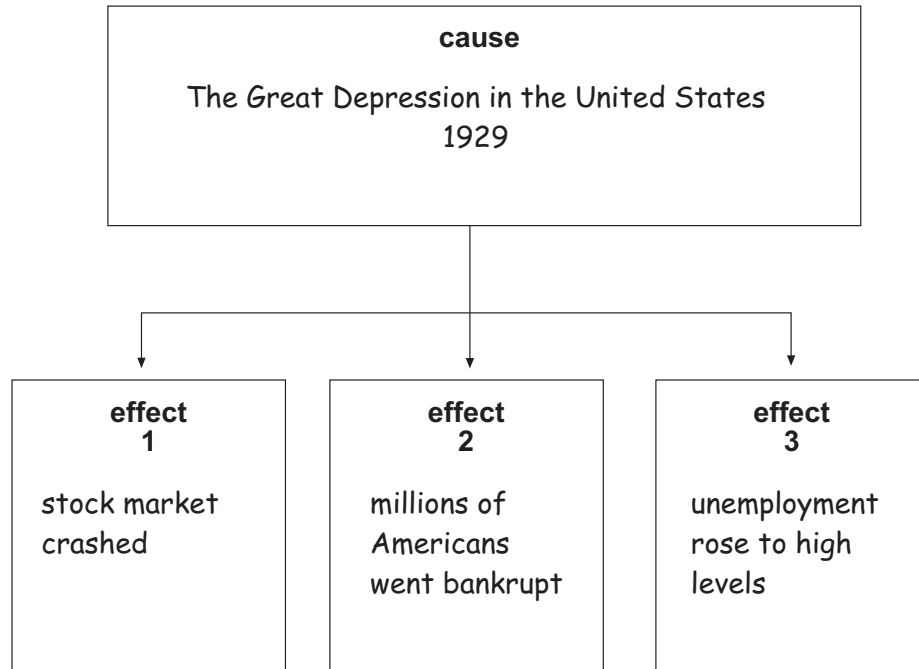 cause
The Great Depression in the United States
1929
effect
1
stock market
crashed
effect
2
millions of
Americans
went bankrupt
effect
3
unemployment
rose to high
levels